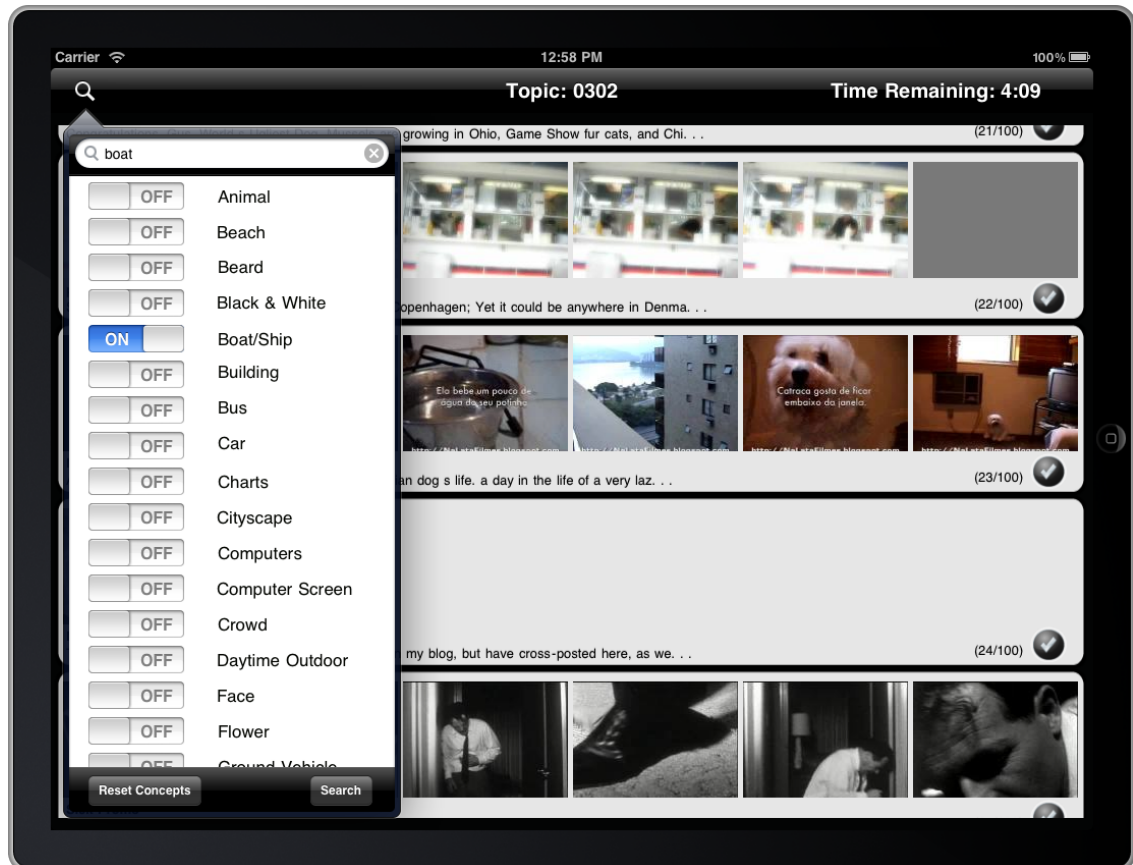 Carrier 12:58 PM 100%
Topic: 0302 Time Remaining: 4:09
boat
OFF Animal
OFF Beach
OFF Beard
OFF Black & White
ON Boat/Ship
OFF Building
OFF Bus
OFF Car
OFF Charts
OFF Cityscape
OFF Computers
OFF Computer Screen
OFF Crowd
OFF Daytime Outdoor
OFF Face
OFF Flower
OFF Ground Vehicle
Reset Concepts Search
growing in Ohio, Game Show fur cats, and Chi. . . (21/100)
openhagen; Yet it could be anywhere in Denma. . . (22/100)
Ela bebe um pouco de
água do seu potinho.
Catroca gosta de ficar
embaixo da janela.
an dog s life. a day in the life of a very laz. . . (23/100)
my blog, but have cross-posted here, as we. . . (24/100)